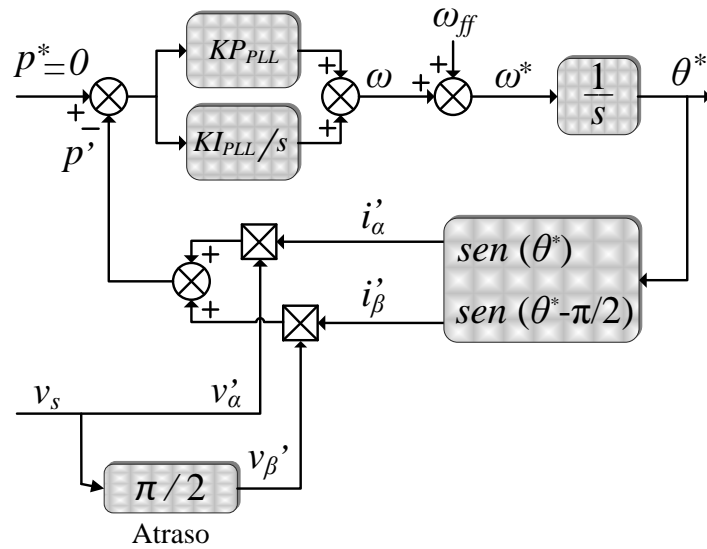 ω_ff
p*=0
KP_PLL
ω
ω*
1/s
θ*
KI_PLL/s
p'
+
−
+
+
+
+
i'_α
sen (θ*)
i'_β
sen (θ*-π/2)
+
+
v_s
v'_α
v_β'
π / 2
Atraso